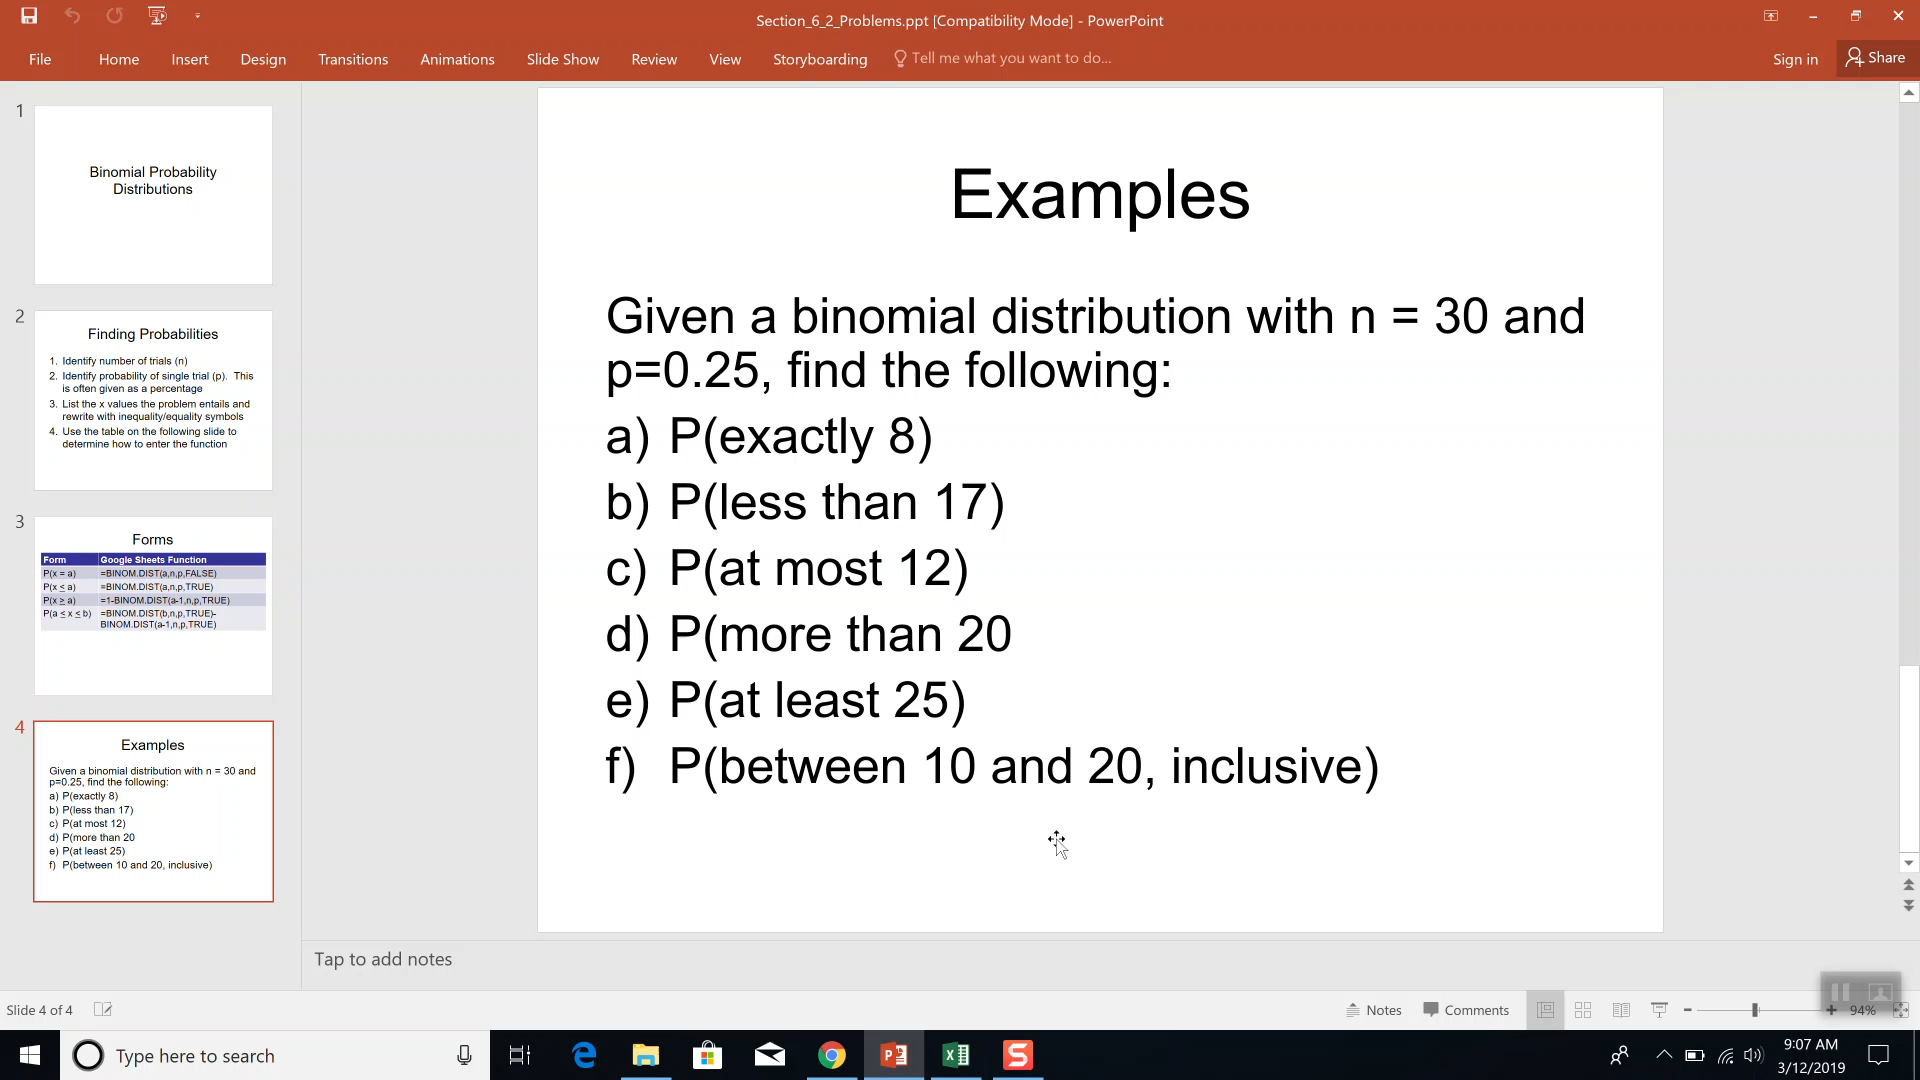 Section_6_2_Problems.ppt [Compatibility Mode] - PowerPoint
File Home Insert Design Transitions Animations Slide Show Review View Storyboarding Tell me what you want to do... Sign in Share
1
Binomial Probability
Distributions
2
Finding Probabilities
1. Identify number of trials (n)
2. Identify probability of single trial (p). This
is often given as a percentage
3. List the x values the problem entails and
rewrite with inequality/equality symbols
4. Use the table on the following slide to
determine how to enter the function
3
Forms
Form Google Sheets Function
P(x = a) =BINOM.DIST(a,n,p,FALSE)
P(x ≤ a) =BINOM.DIST(a,n,p,TRUE)
P(x ≥ a) =1-BINOM.DIST(a-1,n,p,TRUE)
P(a ≤ x ≤ b) =BINOM.DIST(b,n,p,TRUE)-
BINOM.DIST(a-1,n,p,TRUE)
4
Examples
Given a binomial distribution with n = 30 and
p=0.25, find the following:
a) P(exactly 8)
b) P(less than 17)
c) P(at most 12)
d) P(more than 20
e) P(at least 25)
f) P(between 10 and 20, inclusive)
Examples
Given a binomial distribution with n = 30 and
p=0.25, find the following:
a) P(exactly 8)
b) P(less than 17)
c) P(at most 12)
d) P(more than 20
e) P(at least 25)
f) P(between 10 and 20, inclusive)
Tap to add notes
Slide 4 of 4 Notes Comments 94%
Type here to search
9:07 AM
3/12/2019